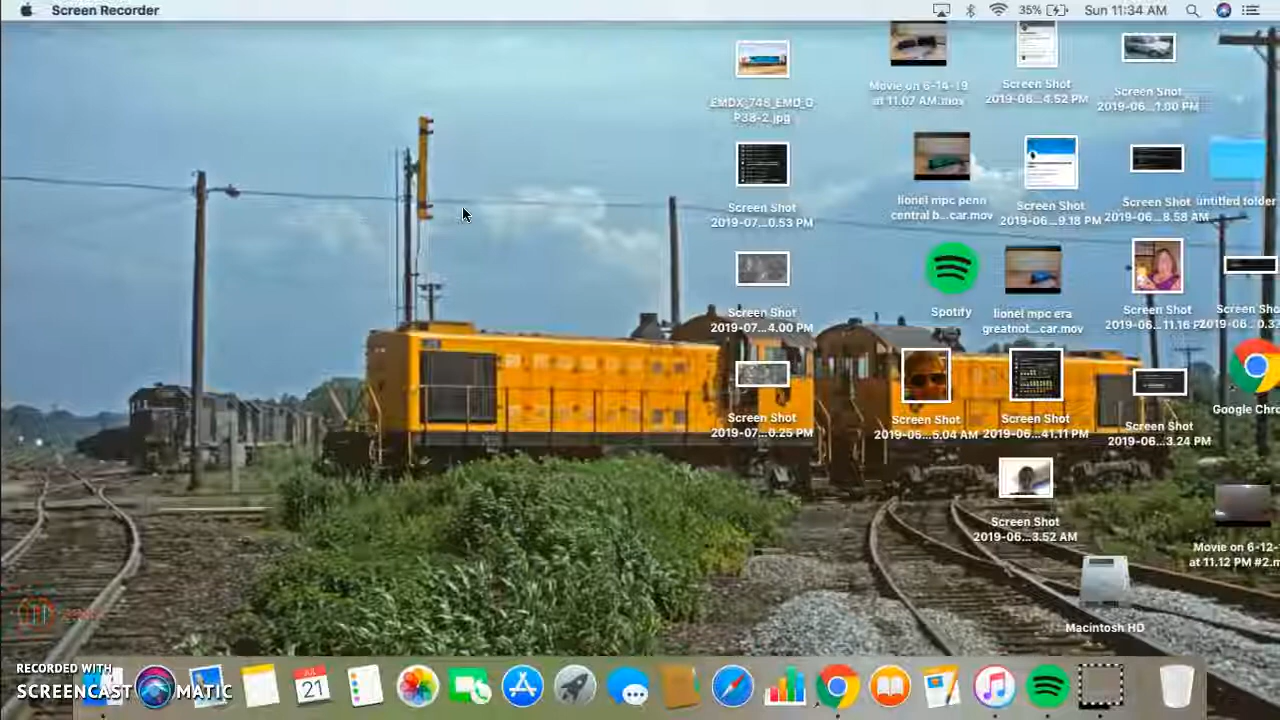 Screen Recorder
35%
Sun 11:34 AM
EMDX_746_EMD_G
P38-2.jpg
Movie on 6-14-19
at 11.07 AM.mov
Screen Shot
2019-06...4.52 PM
Screen Shot
2019-06...1.00 PM
Screen Shot
2019-07...0.53 PM
lionel mpc penn
central b...car.mov
Screen Shot
2019-06...9.18 PM
Screen Shot
2019-06...8.58 AM
untitled folder
Screen Shot
2019-07...4.00 PM
Spotify
lionel mpc era
greatnot...car.mov
Screen Shot
2019-06...11.16 P
Screen Sho
2019-06...0.3
Screen Shot
2019-07...0.25 PM
Screen Shot
2019-06...5.04 AM
Screen Shot
2019-06...41.11 PM
Screen Shot
2019-06...3.24 PM
Google Chro
Screen Shot
2019-06...3.52 AM
Movie on 6-12-
at 11.12 PM #2.m
Macintosh HD
RECORDED WITH
SCREENCAST MATIC
JUL
21